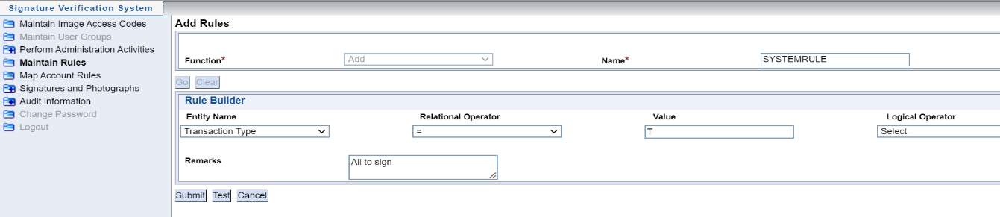 Signature Verification System
Maintain Image Access Codes
Maintain User Groups
Perform Administration Activities
Maintain Rules
Map Account Rules
Signatures and Photographs
Audit Information
Change Password
Logout
Add Rules
Function* Add Name* SYSTEMRULE
Go Clear
Rule Builder
Entity Name Relational Operator Value Logical Operator
Transaction Type = T Select
Remarks All to sign
Submit Test Cancel